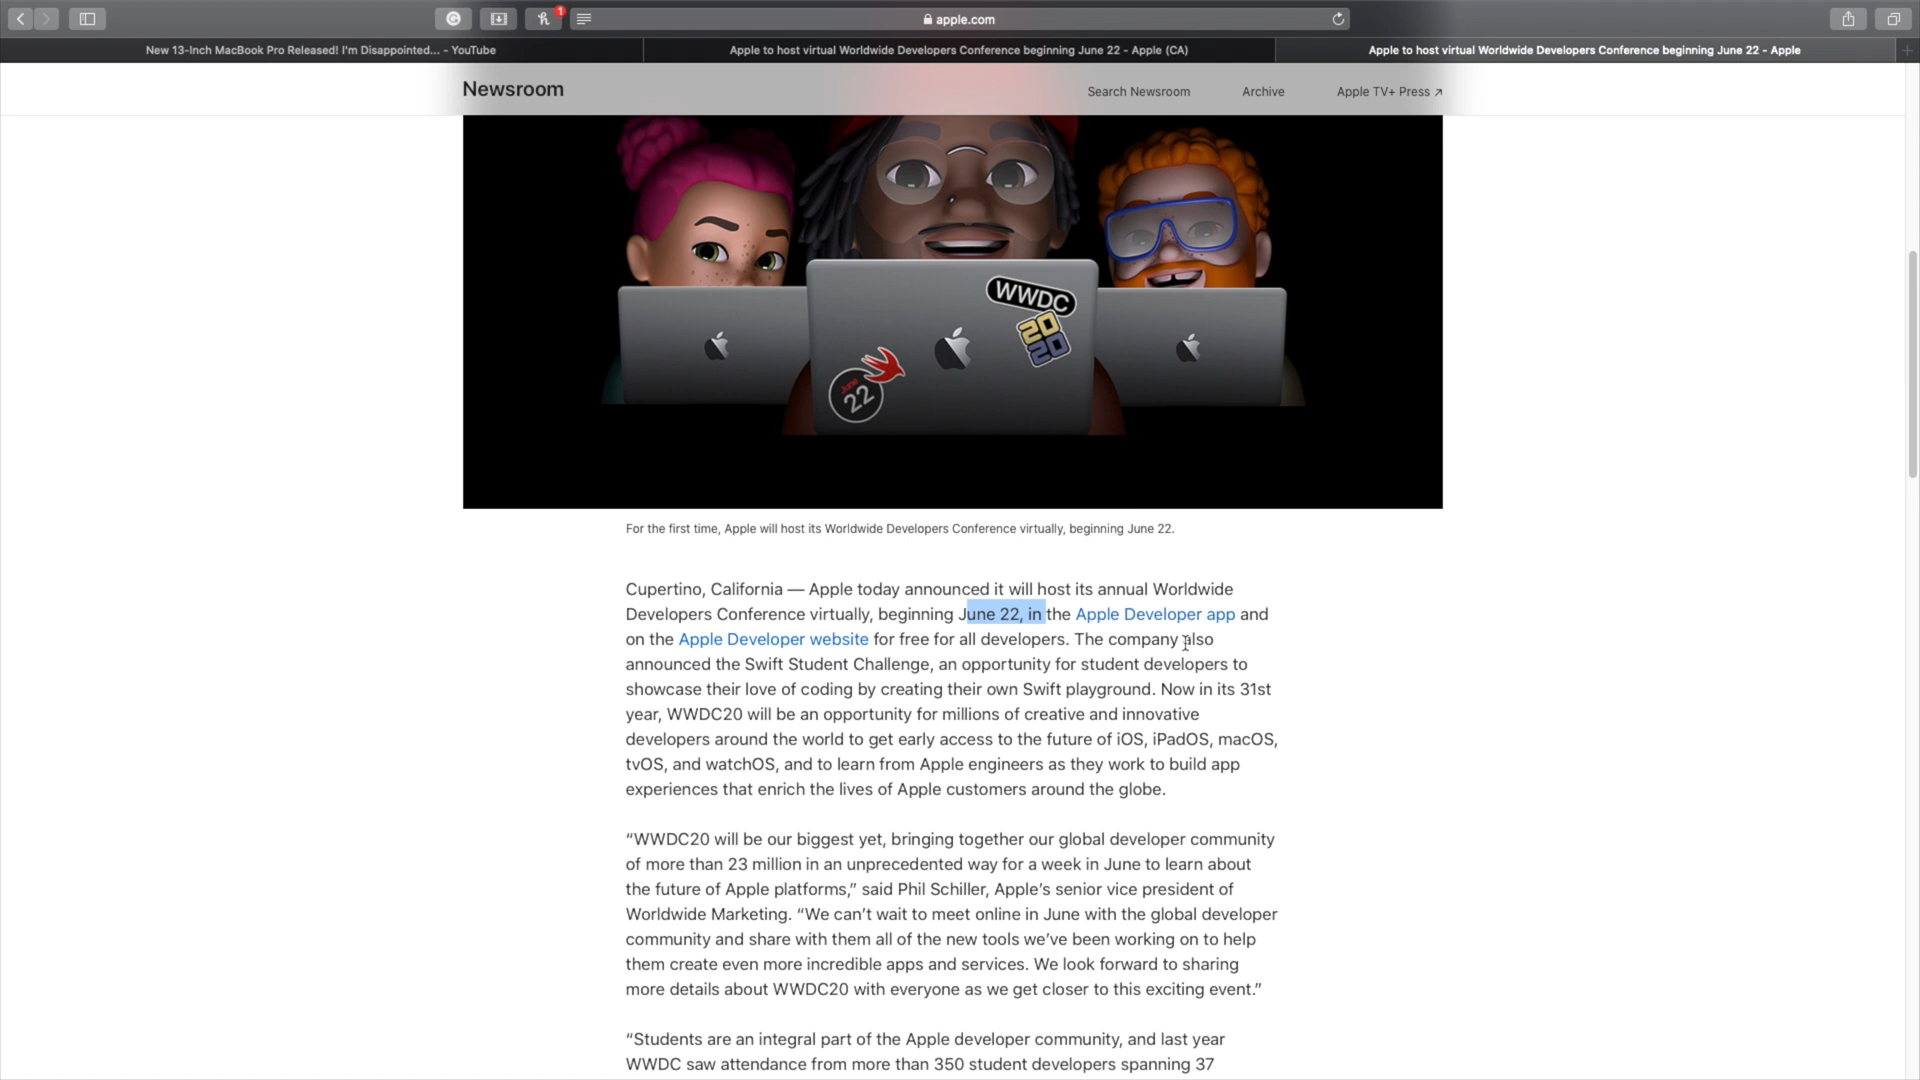 1
apple.com
New 13-Inch MacBook Pro Released! I'm Disappointed... - YouTube
Apple to host virtual Worldwide Developers Conference beginning June 22 - Apple (CA)
Apple to host virtual Worldwide Developers Conference beginning June 22 - Apple
Newsroom
Search Newsroom
Archive
Apple TV+ Press ↗
WWDC
20
20
June
22
For the first time, Apple will host its Worldwide Developers Conference virtually, beginning June 22.
Cupertino, California — Apple today announced it will host its annual Worldwide
Developers Conference virtually, beginning June 22, in the Apple Developer app and
on the Apple Developer website for free for all developers. The company also
announced the Swift Student Challenge, an opportunity for student developers to
showcase their love of coding by creating their own Swift playground. Now in its 31st
year, WWDC20 will be an opportunity for millions of creative and innovative
developers around the world to get early access to the future of iOS, iPadOS, macOS,
tvOS, and watchOS, and to learn from Apple engineers as they work to build app
experiences that enrich the lives of Apple customers around the globe.
“WWDC20 will be our biggest yet, bringing together our global developer community
of more than 23 million in an unprecedented way for a week in June to learn about
the future of Apple platforms,” said Phil Schiller, Apple’s senior vice president of
Worldwide Marketing. “We can’t wait to meet online in June with the global developer
community and share with them all of the new tools we’ve been working on to help
them create even more incredible apps and services. We look forward to sharing
more details about WWDC20 with everyone as we get closer to this exciting event.”
“Students are an integral part of the Apple developer community, and last year
WWDC saw attendance from more than 350 student developers spanning 37